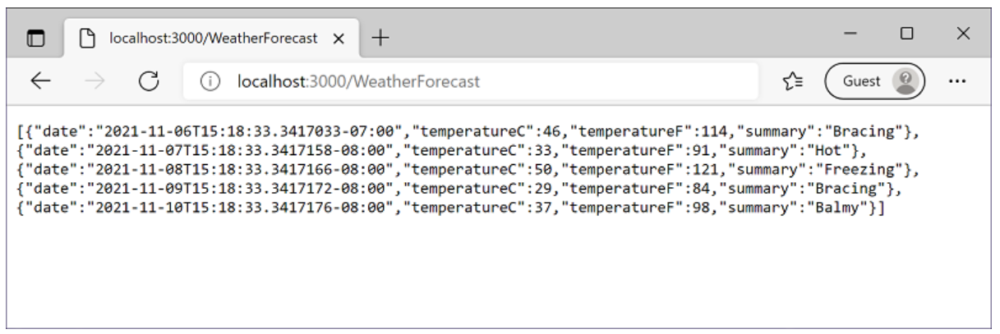 localhost:3000/WeatherForecast
localhost:3000/WeatherForecast
Guest
[{"date":"2021-11-06T15:18:33.3417033-07:00","temperatureC":46,"temperatureF":114,"summary":"Bracing"},
{"date":"2021-11-07T15:18:33.3417158-08:00","temperatureC":33,"temperatureF":91,"summary":"Hot"},
{"date":"2021-11-08T15:18:33.3417166-08:00","temperatureC":50,"temperatureF":121,"summary":"Freezing"},
{"date":"2021-11-09T15:18:33.3417172-08:00","temperatureC":29,"temperatureF":84,"summary":"Bracing"},
{"date":"2021-11-10T15:18:33.3417176-08:00","temperatureC":37,"temperatureF":98,"summary":"Balmy"}]